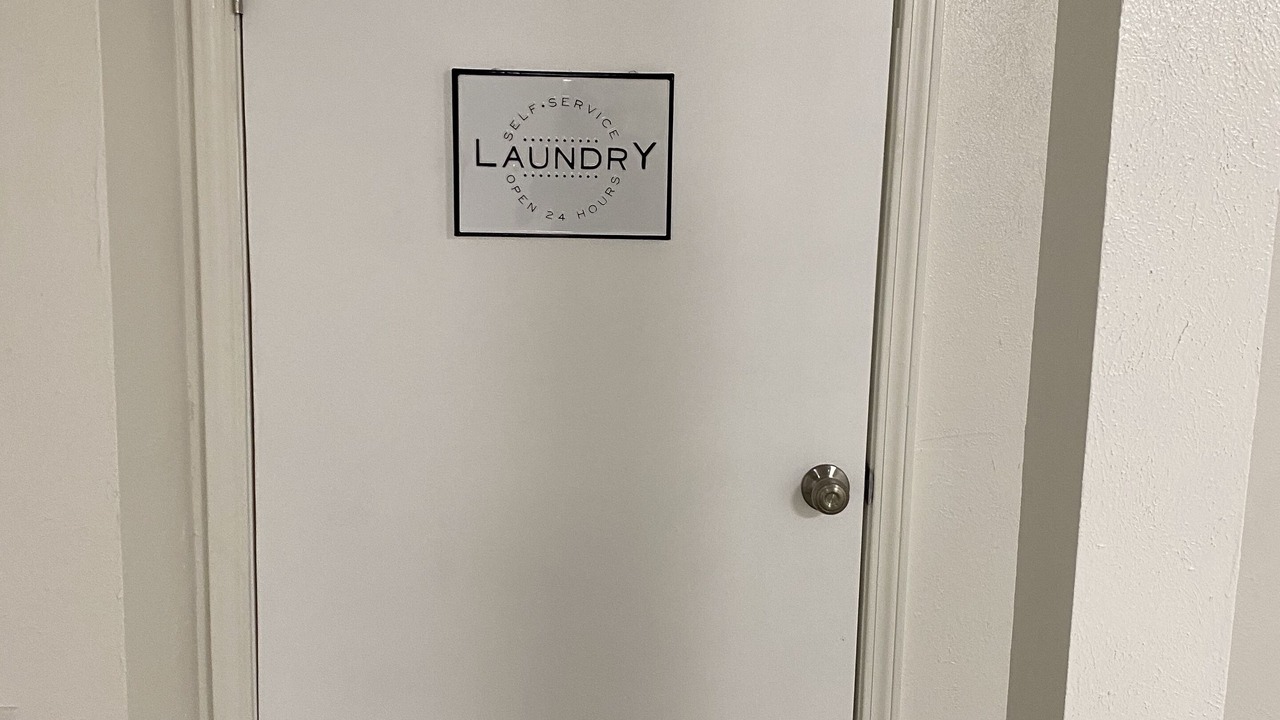 SELF•SERVICE
LAUNDRY
OPEN 24 HOURS